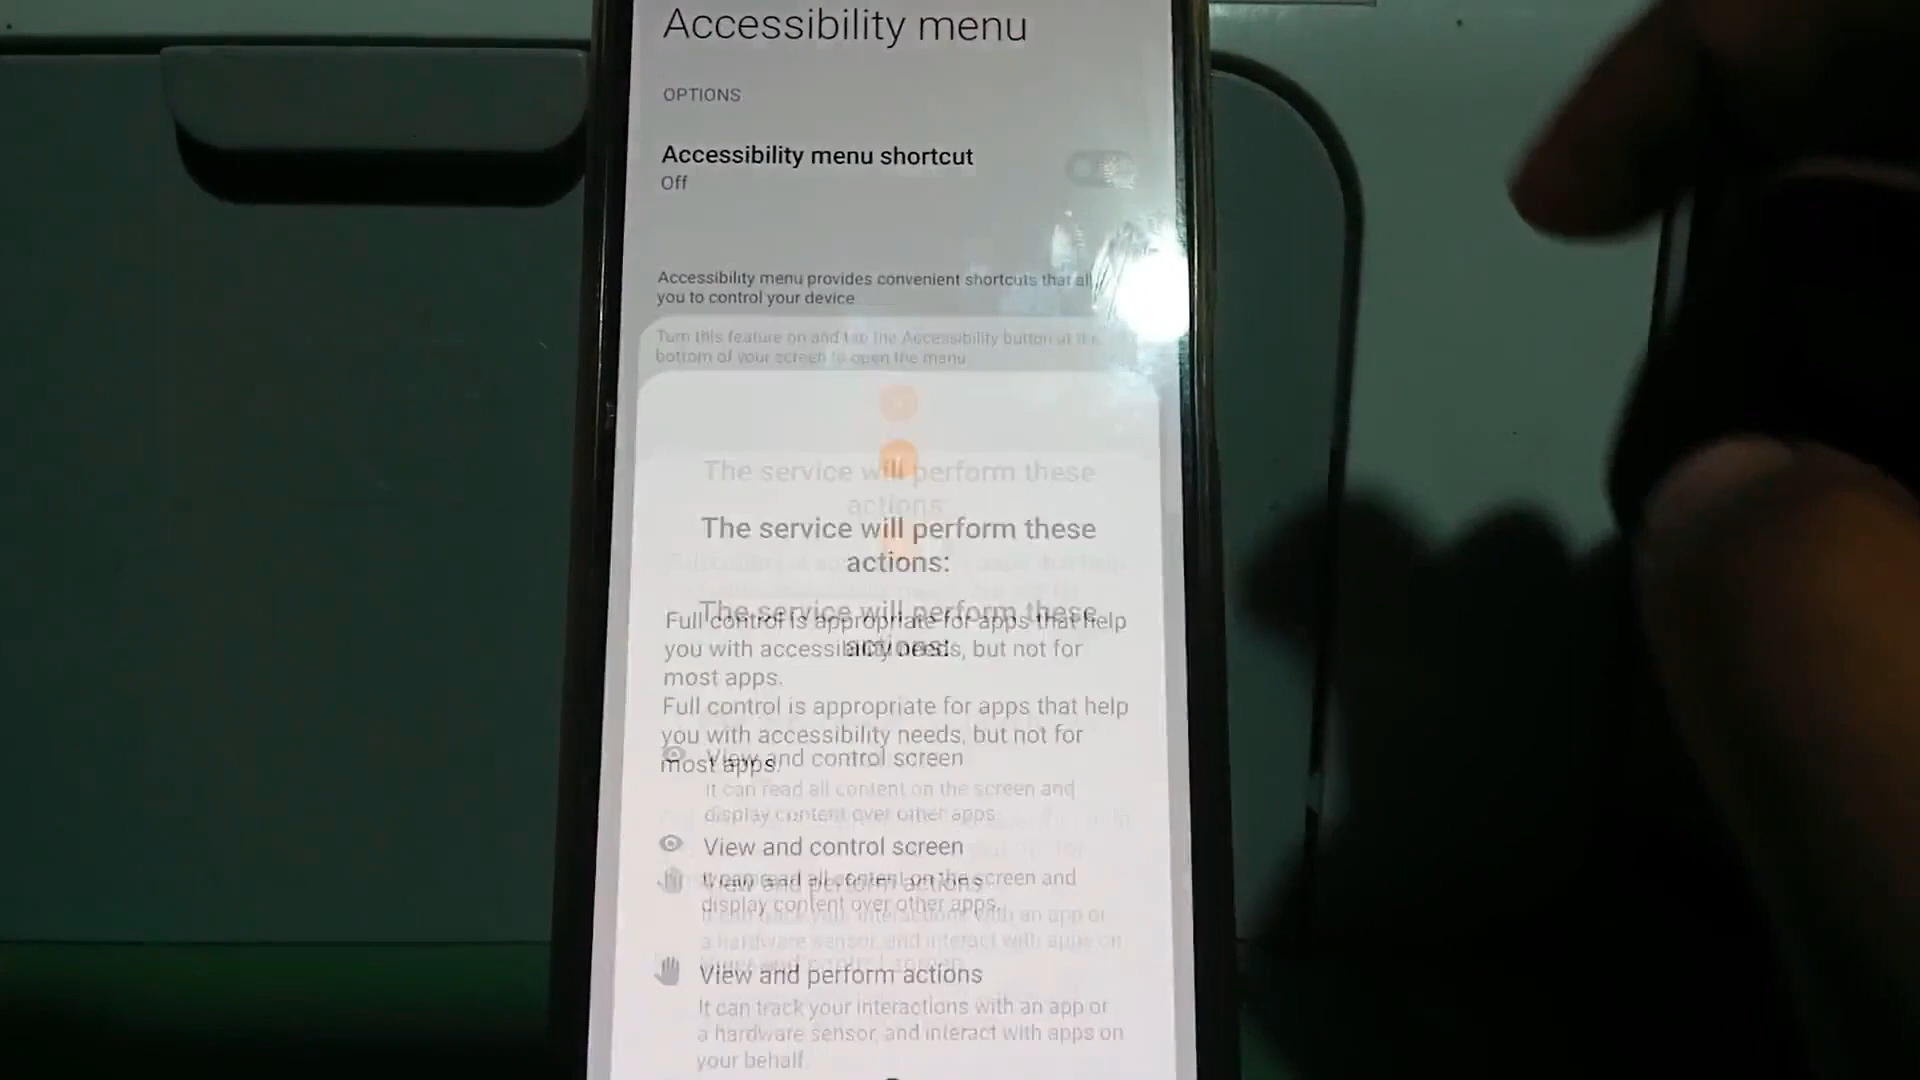 Accessibility menu
OPTIONS
Accessibility menu shortcut
Off
Accessibility menu provides convenient shortcuts that
you to control your device
Turn this feature on and tap the Accessibility button at the
bottom of your screen to open the menu
The service will perform these
actions:
The service will perform these
actions:
The service will perform these
actions:
Full control is appropriate for apps that help
you with accessibility needs, but not for
most apps.
Full control is appropriate for apps that help
you with accessibility needs, but not for
most apps.
View and control screen
It can read all content on the screen and
display content over other apps.
View and control screen
It can read all content on the screen and
display content over other apps.
View and perform actions
It can track your interactions with an app or
a hardware sensor, and interact with apps on
View and perform actions
It can track your interactions with an app or
a hardware sensor, and interact with apps on
your behalf.